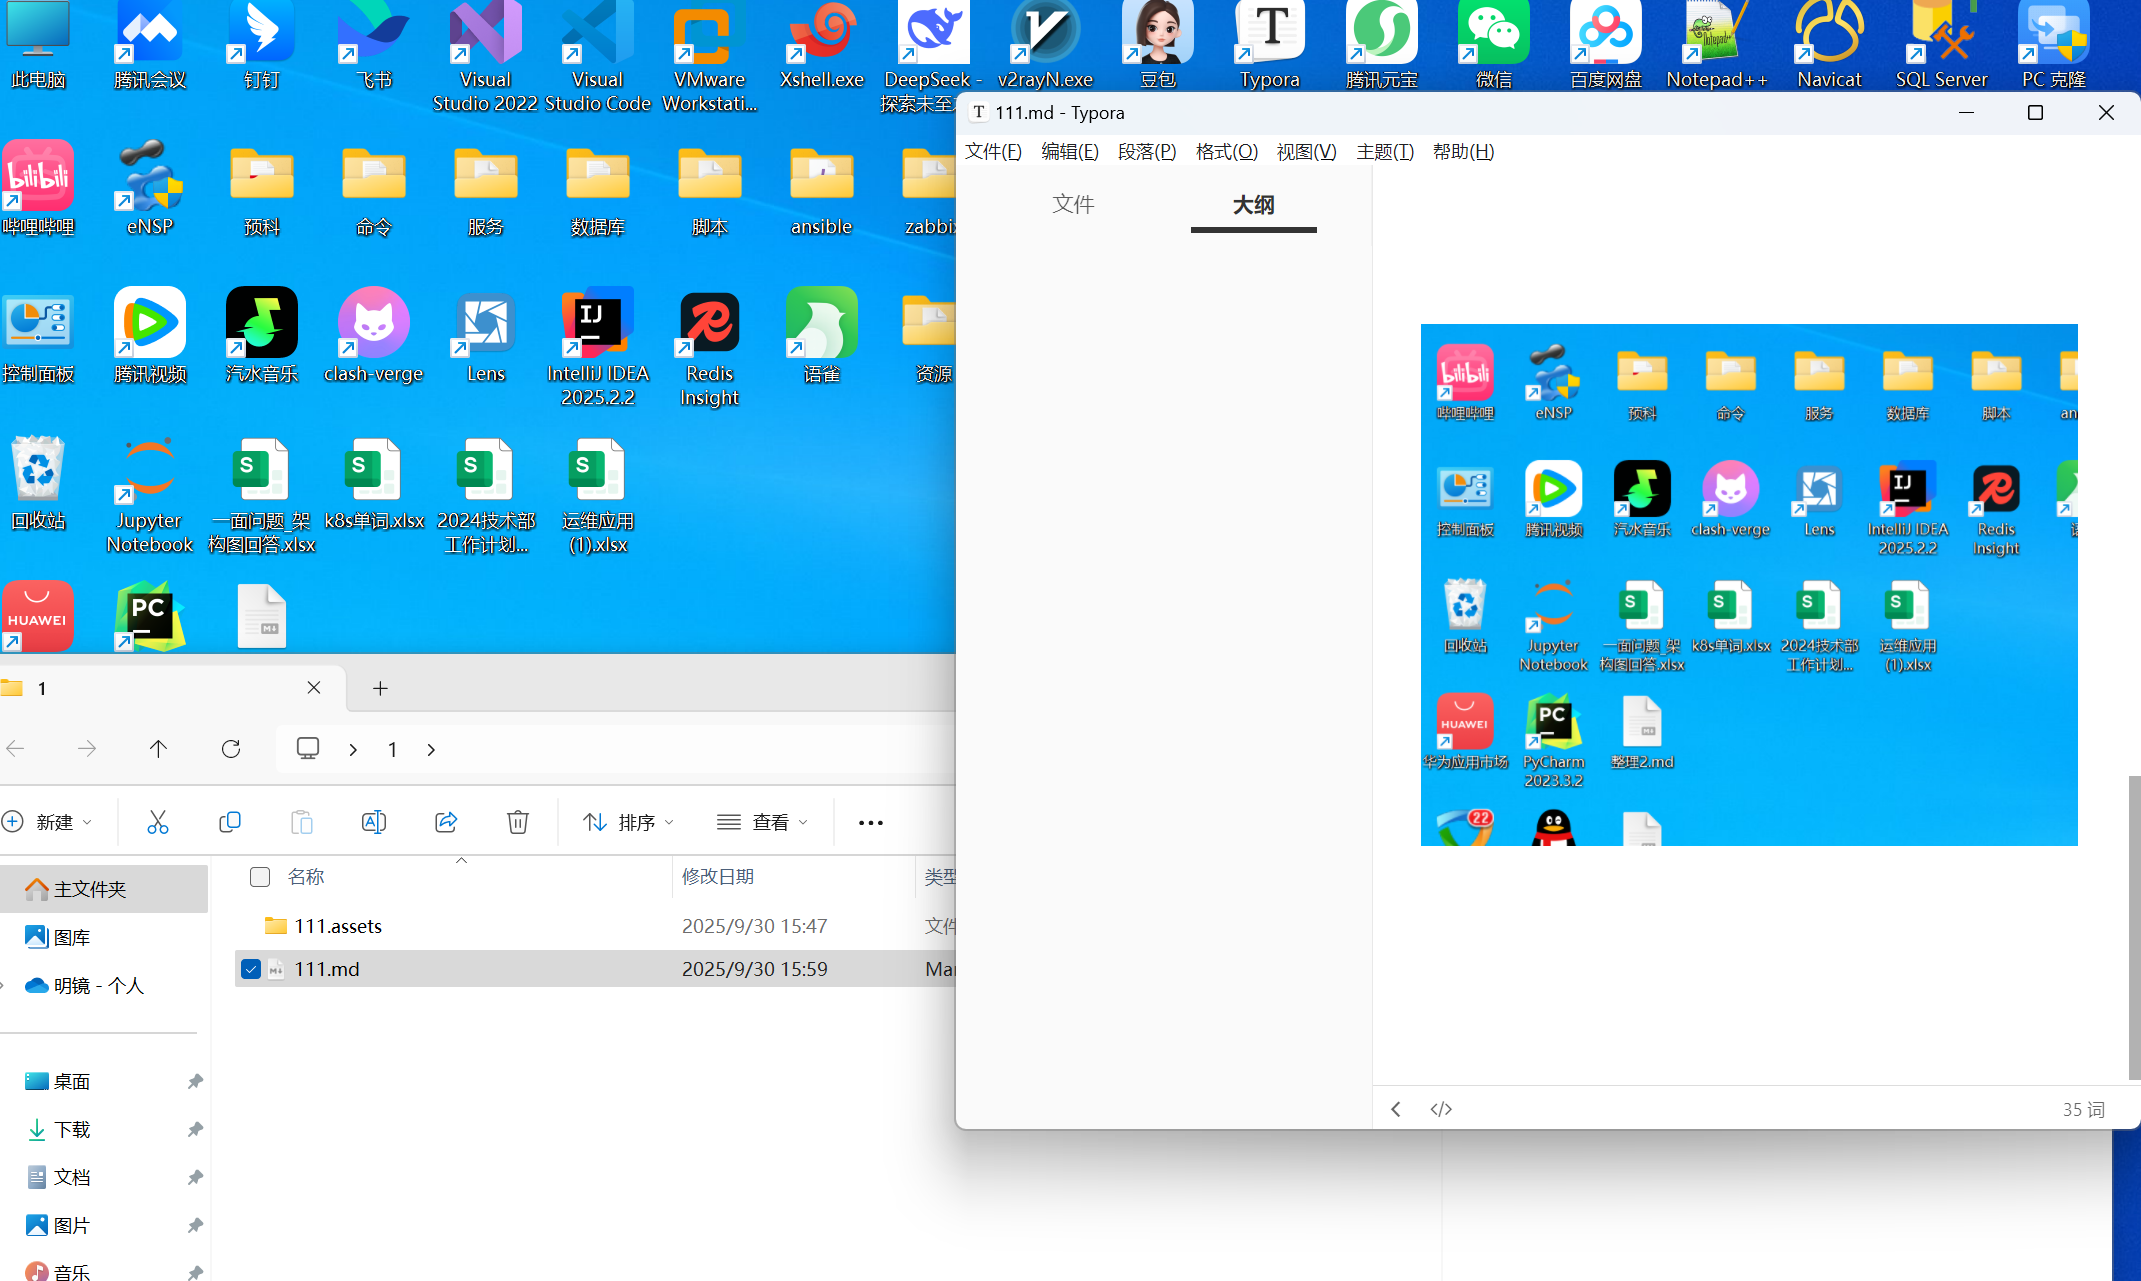 此电脑
腾讯会议
钉钉
飞书
Visual
Studio 2022
Visual
Studio Code
VMware
Workstati...
Xshell.exe
DeepSeek -
探索未至
v2rayN.exe
豆包
Typora
腾讯元宝
微信
百度网盘
Notepad++
Navicat
SQL Server
PC 克隆
bilibili
哔哩哔哩
eNSP
预科
命令
服务
数据库
脚本
ansible
zabbix
控制面板
腾讯视频
汽水音乐
clash-verge
Lens
IJ
IntelliJ IDEA
2025.2.2
Redis
Insight
语雀
资源
回收站
Jupyter
Notebook
S
一面问题_架
构图回答.xlsx
S
k8s单词.xlsx
S
2024技术部
工作计划...
S
运维应用
(1).xlsx
HUAWEI
PC
M↓
1
1
新建
排序
查看
名称
修改日期
类型
111.assets
2025/9/30 15:47
文件
111.md
2025/9/30 15:59
Mar
主文件夹
图库
明镜 - 个人
桌面
下载
文档
图片
音乐
T 111.md - Typora
文件(F) 编辑(E) 段落(P) 格式(O) 视图(V) 主题(T) 帮助(H)
文件
大纲
bilibili
哔哩哔哩
eNSP
预科
命令
服务
数据库
脚本
an
控制面板
腾讯视频
汽水音乐
clash-verge
Lens
IJ
IntelliJ IDEA
2025.2.2
Redis
Insight
回收站
Jupyter
Notebook
S
一面问题_架
构图回答.xlsx
S
k8s单词.xlsx
S
2024技术部
工作计划...
S
运维应用
(1).xlsx
HUAWEI
华为应用市场
PC
PyCharm
2023.3.2
整理2.md
22
</> 35 词